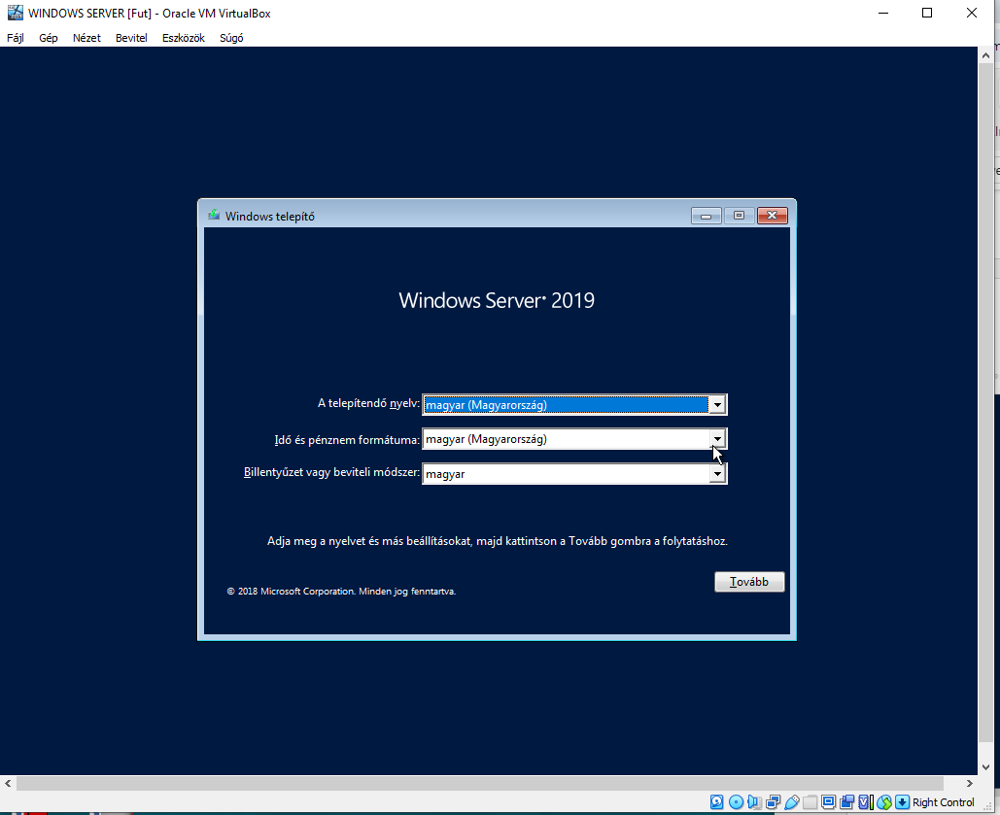 WINDOWS SERVER [Fut] - Oracle VM VirtualBox
Fájl Gép Nézet Bevitel Eszközök Súgó
Windows telepítő
Windows Server® 2019
A telepítendő nyelv: magyar (Magyarország)
Idő és pénznem formátuma: magyar (Magyarország)
Billentyűzet vagy beviteli módszer: magyar
Adja meg a nyelvet és más beállításokat, majd kattintson a Tovább gombra a folytatáshoz.
Tovább
© 2018 Microsoft Corporation. Minden jog fenntartva.
Right Control